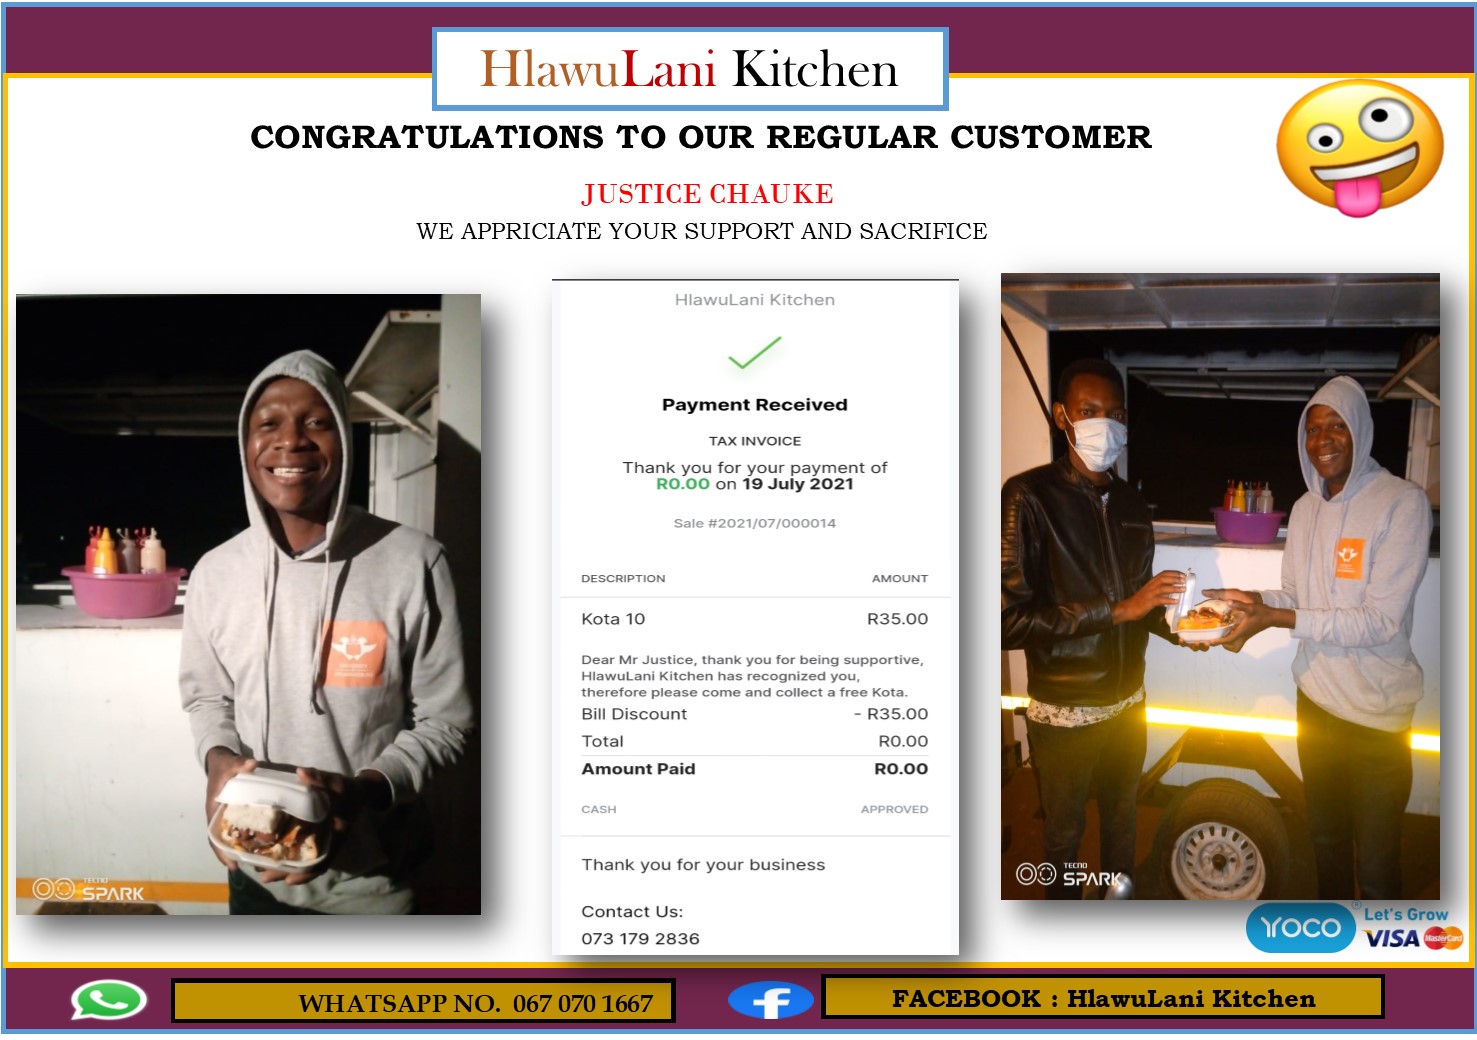 HlawuLani Kitchen
CONGRATULATIONS TO OUR REGULAR CUSTOMER
JUSTICE CHAUKE
WE APPRICIATE YOUR SUPPORT AND SACRIFICE
HlawuLani Kitchen
Payment Received
TAX INVOICE
Thank you for your payment of
R0.00 on 19 July 2021
Sale #2021/07/000014
DESCRIPTION AMOUNT
Kota 10 R35.00
Dear Mr Justice, thank you for being supportive,
HlawuLani Kitchen has recognized you,
therefore please come and collect a free Kota.
Bill Discount - R35.00
Total R0.00
Amount Paid R0.00
CASH APPROVED
Thank you for your business
Contact Us:
073 179 2836
TECNO
SPARK
TECNO
SPARK
YOCO
Let's Grow
VISA MasterCard
WHATSAPP NO. 067 070 1667
FACEBOOK : HlawuLani Kitchen